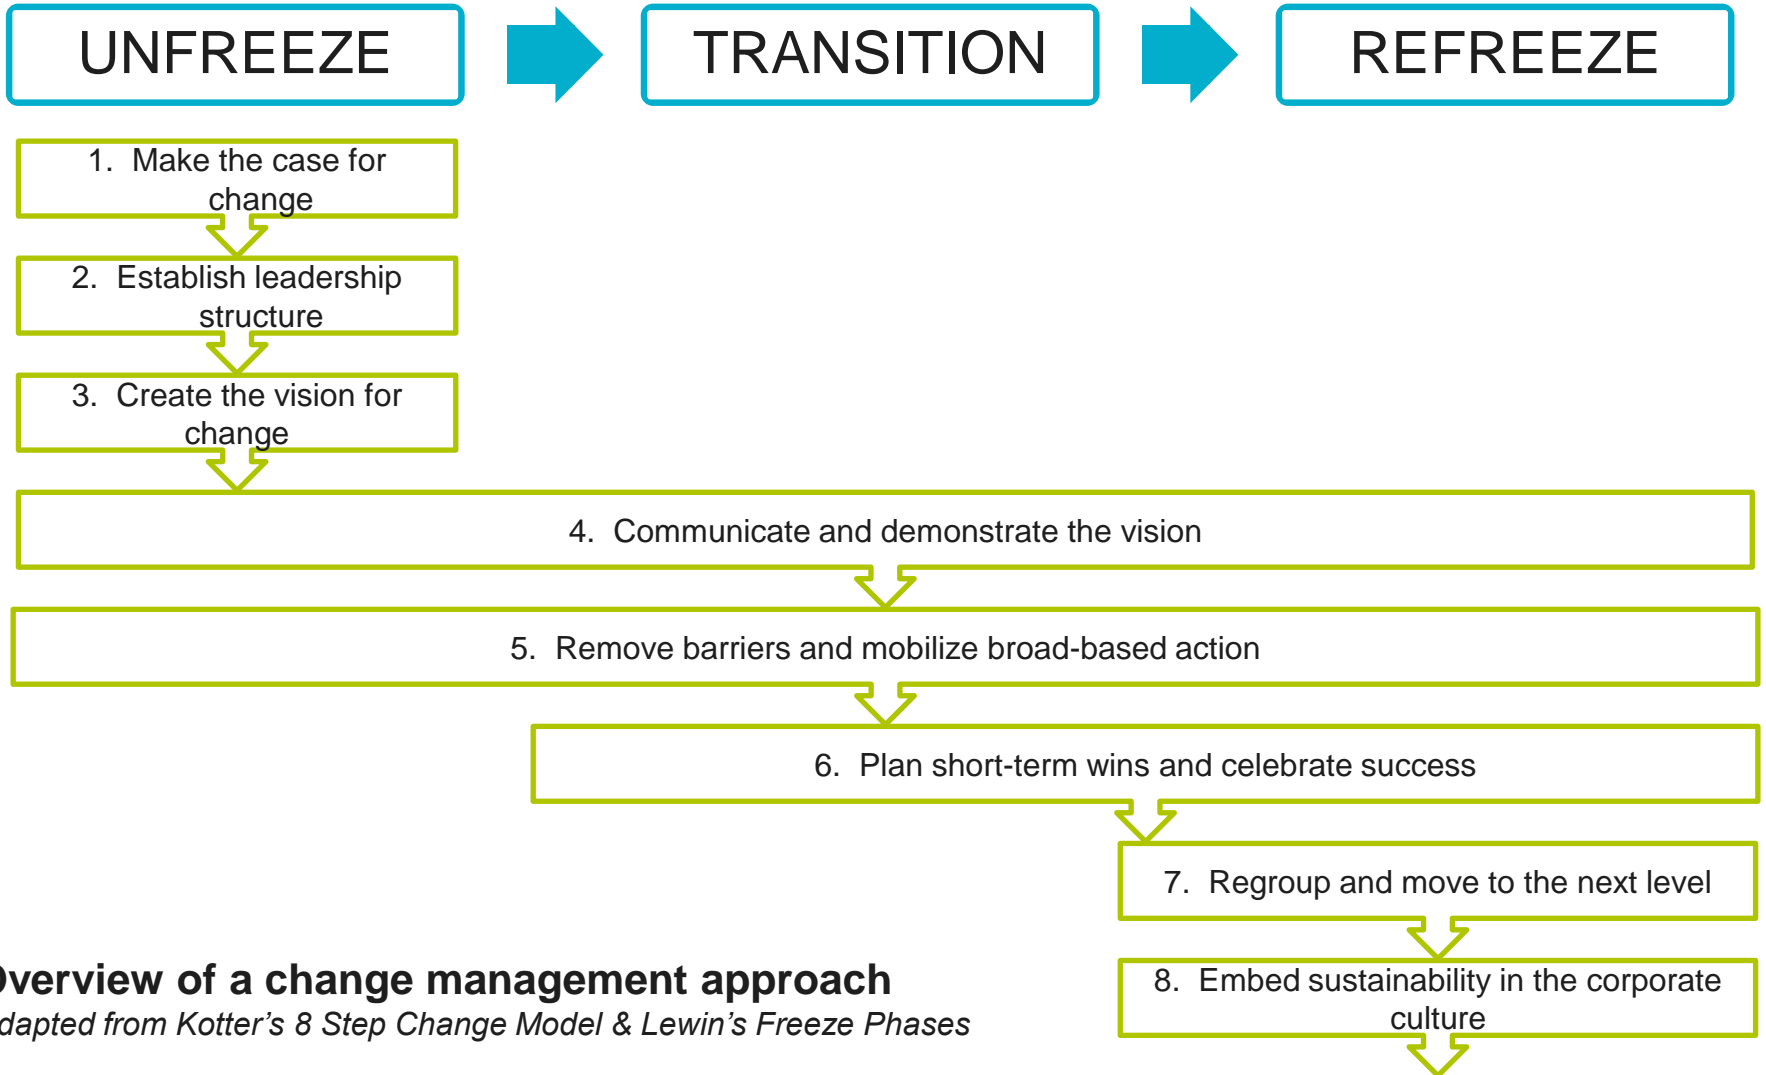 UNFREEZE
TRANSITION
REFREEZE
1. Make the case for
change
2. Establish leadership
structure
3. Create the vision for
change
4. Communicate and demonstrate the vision
5. Remove barriers and mobilize broad-based action
6. Plan short-term wins and celebrate success
7. Regroup and move to the next level
8. Embed sustainability in the corporate
culture
Overview of a change management approach
dapted from Kotter's 8 Step Change Model & Lewin's Freeze Phases